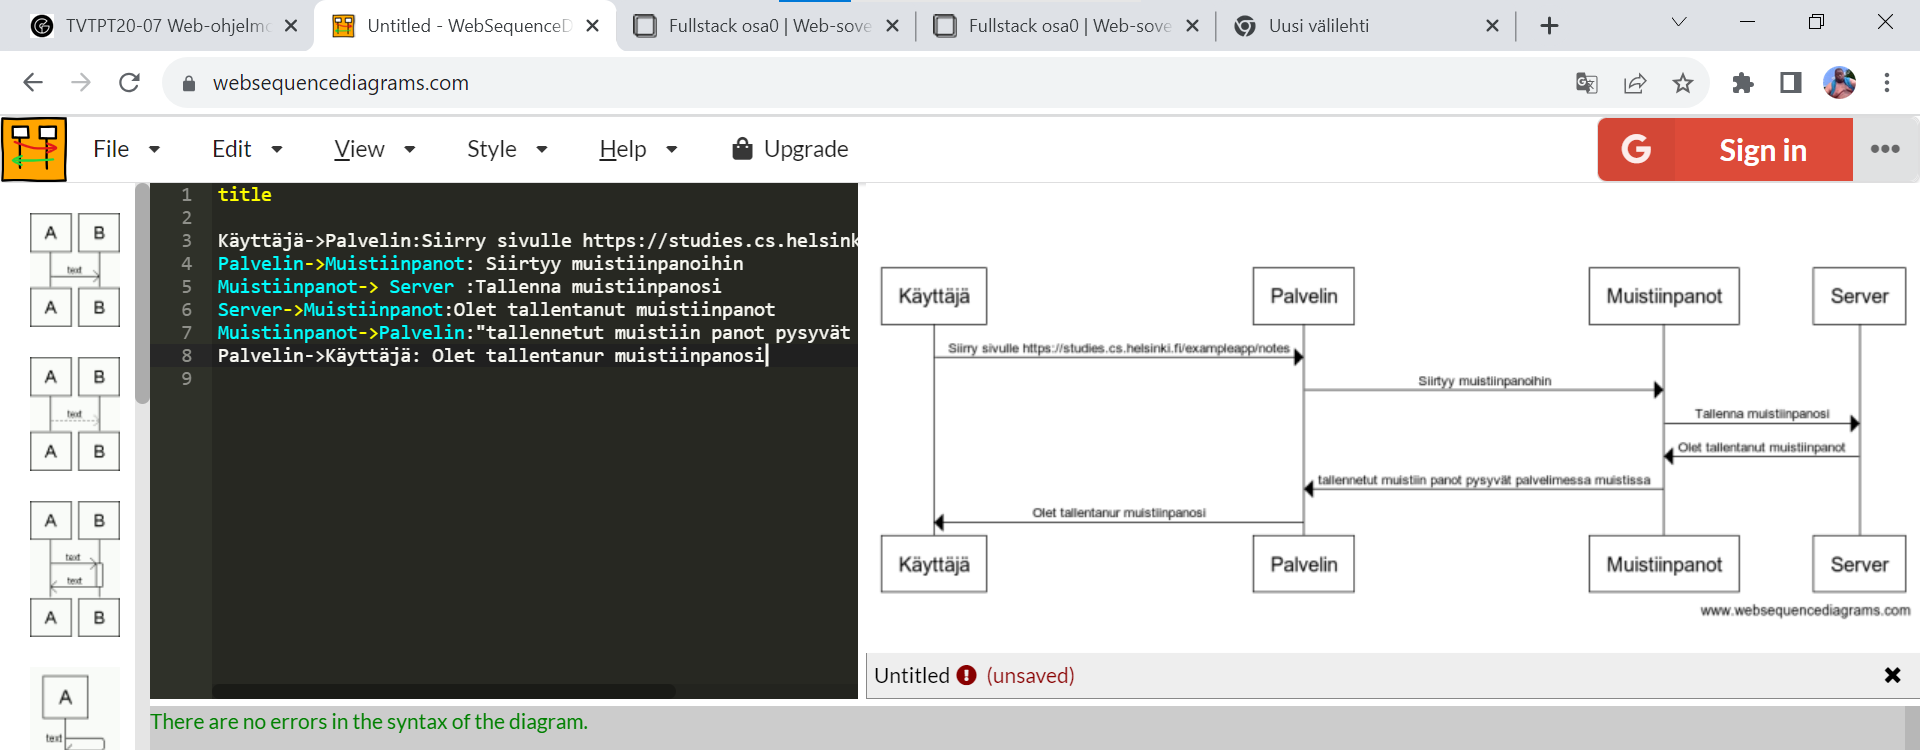 TVTPT20-07 Web-ohjelmo
Untitled - WebSequenceD
Fullstack osa0 | Web-sove
Fullstack osa0 | Web-sove
Uusi välilehti
websequencediagrams.com
File Edit View Style Help Upgrade
G Sign in
A B
text
A B
A B
text
A B
A B
text
text
A B
A
text
1 title
2
3 Käyttäjä->Palvelin:Siirry sivulle https://studies.cs.helsink
4 Palvelin->Muistiinpanot: Siirtyy muistiinpanoihin
5 Muistiinpanot-> Server :Tallenna muistiinpanosi
6 Server->Muistiinpanot:Olet tallentanut muistiinpanot
7 Muistiinpanot->Palvelin:"tallennetut muistiin panot pysyvät
8 Palvelin->Käyttäjä: Olet tallentanur muistiinpanosi
9
Käyttäjä Palvelin Muistiinpanot Server
Siirry sivulle https://studies.cs.helsinki.fi/exampleapp/notes
Siirtyy muistiinpanoihin
Tallenna muistiinpanosi
Olet tallentanut muistiinpanot
tallennetut muistiin panot pysyvät palvelimessa muistissa
Olet tallentanur muistiinpanosi
Käyttäjä Palvelin Muistiinpanot Server
www.websequencediagrams.com
Untitled (unsaved)
There are no errors in the syntax of the diagram.